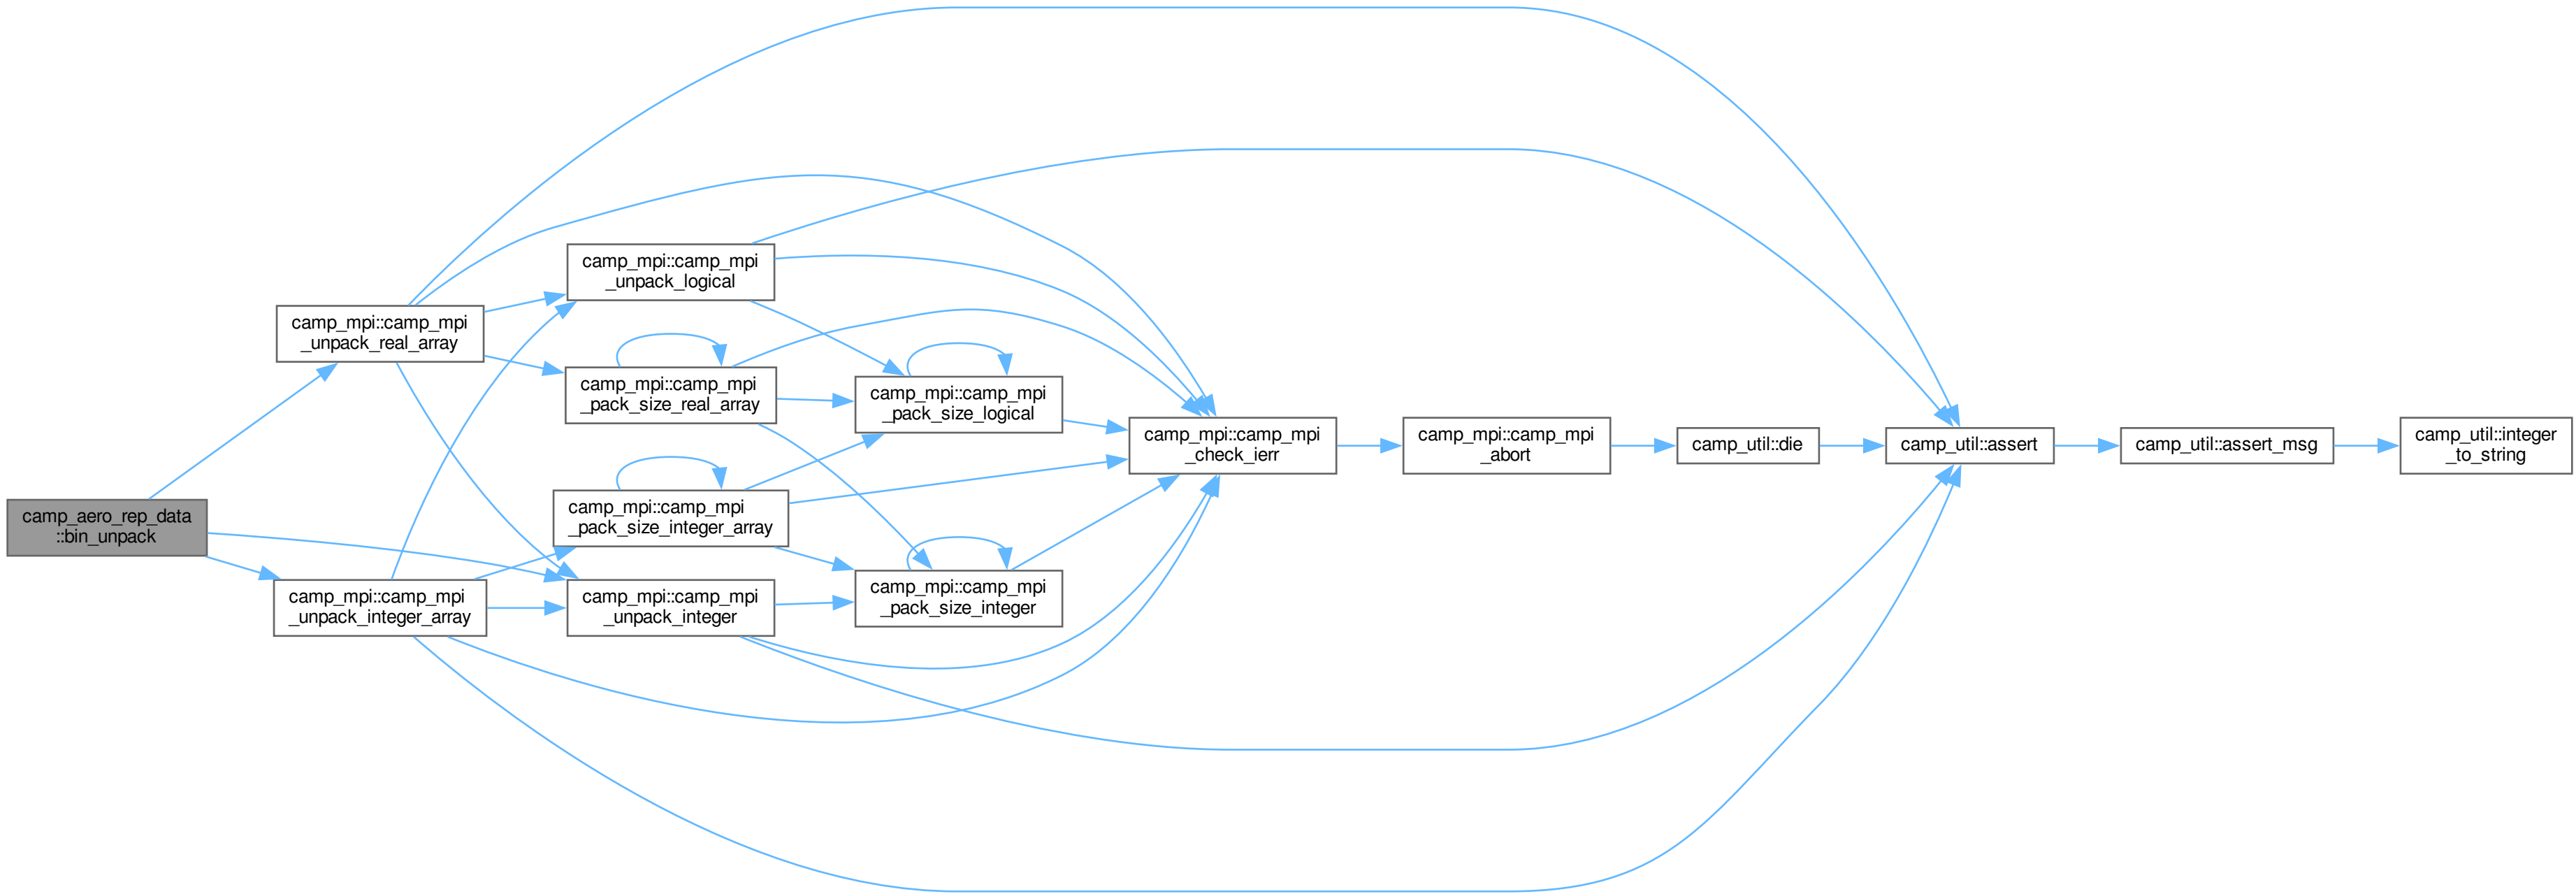 camp_aero_rep_data
::bin_unpack
camp_mpi::camp_mpi
_unpack_real_array
camp_mpi::camp_mpi
_unpack_integer_array
camp_mpi::camp_mpi
_unpack_logical
camp_mpi::camp_mpi
_pack_size_real_array
camp_mpi::camp_mpi
_pack_size_integer_array
camp_mpi::camp_mpi
_unpack_integer
camp_mpi::camp_mpi
_pack_size_logical
camp_mpi::camp_mpi
_pack_size_integer
camp_mpi::camp_mpi
_check_ierr
camp_mpi::camp_mpi
_abort
camp_util::die
camp_util::assert
camp_util::assert_msg
camp_util::integer
_to_string